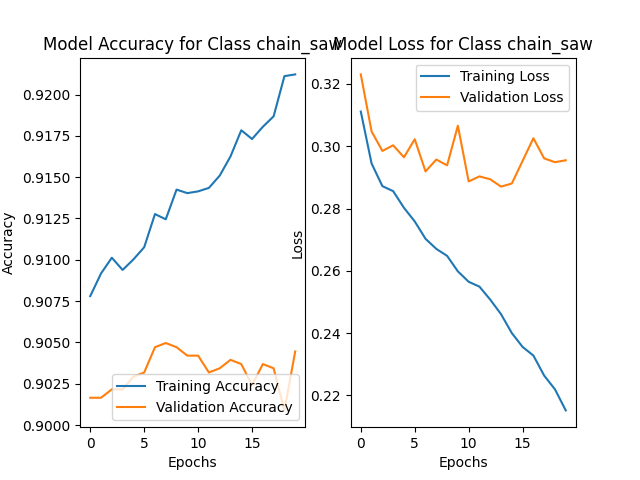 Model Accuracy for Class chain_saw
Model Loss for Class chain_saw
0.9200
0.9175
0.9150
0.9125
0.9100
0.9075
0.9050
0.9025
0.9000
Accuracy
Training Accuracy
Validation Accuracy
0 5 10 15
Epochs
0.32
0.30
0.28
0.26
0.24
0.22
Loss
Training Loss
Validation Loss
0 5 10 15
Epochs